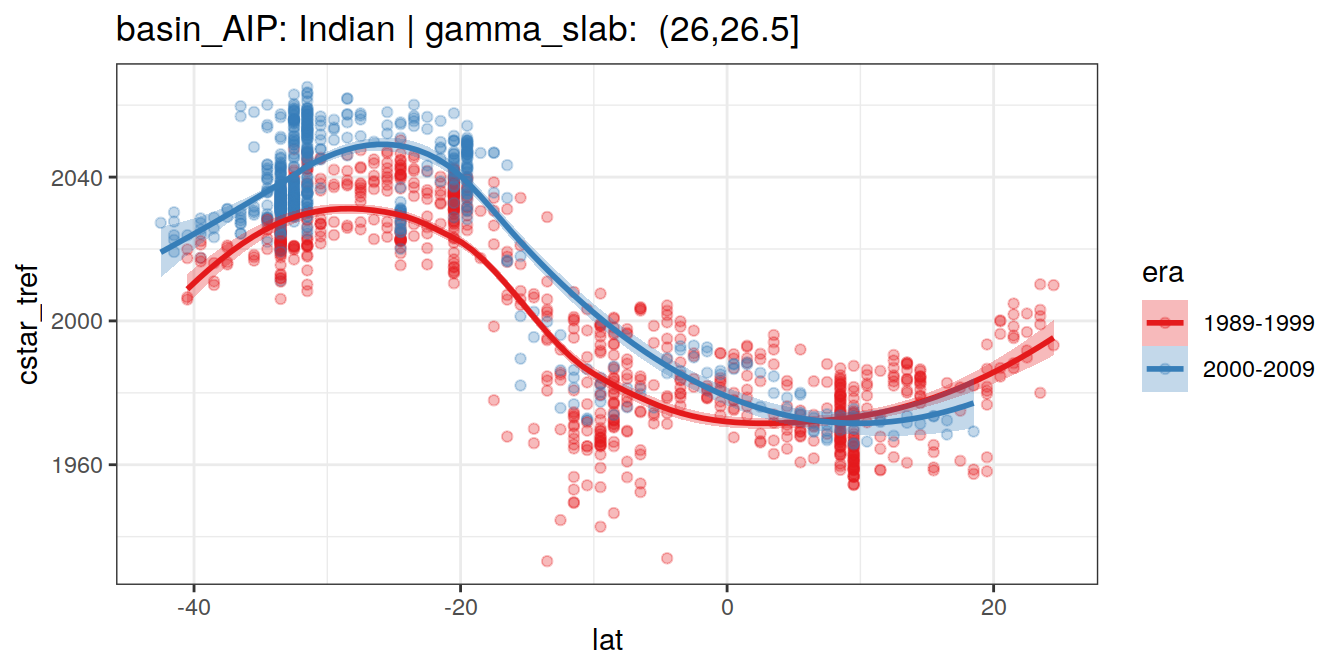 basin_AIP: Indian | gamma_slab:  (26,26.5]
cstar_tref
2040
2000
1960
-40
-20
0
20
lat
era
1989-1999
2000-2009